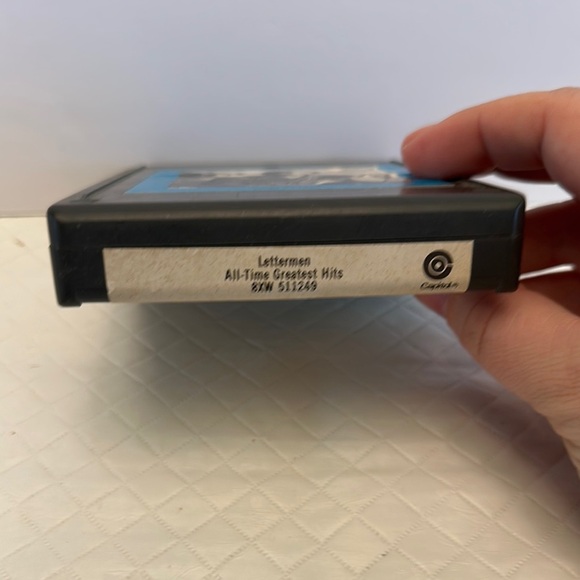 Lettermen
All-Time Greatest Hits
8XW 511249
Capitol